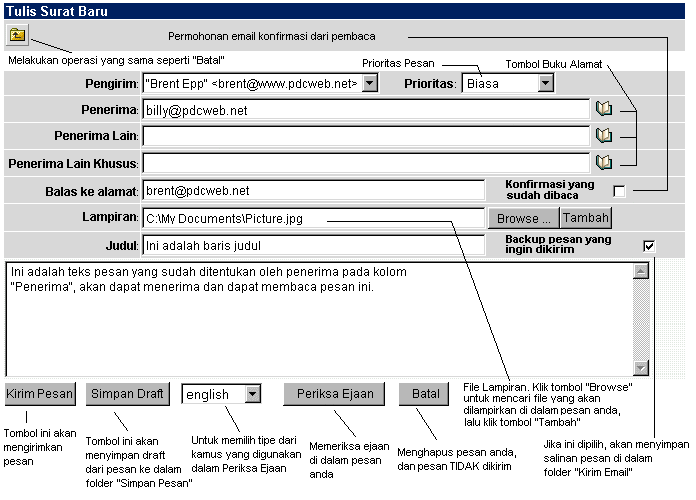 Tulis Surat Baru
Permohonan email konfirmasi dari pembaca
Melakukan operasi yang sama seperti "Batal"
Prioritas Pesan
Tombol Buku Alamat
Pengirim: "Brent Epp" <brent@www.pdcweb.net> Prioritas: Biasa
Penerima: billy@pdcweb.net
Penerima Lain:
Penerima Lain Khusus:
Balas ke alamat: brent@pdcweb.net
Konfirmasi yang
sudah dibaca
Lampiran: C:\My Documents\Picture.jpg Browse ... Tambah
Judul: Ini adalah baris judul
Backup pesan yang
ingin dikirim
Ini adalah teks pesan yang sudah ditentukan oleh penerima pada kolom
"Penerima", akan dapat menerima dan dapat membaca pesan ini.
Kirim Pesan Simpan Draft english Periksa Ejaan Batal
File Lampiran. Klik tombol "Browse"
untuk mencari file yang akan
dilampirkan di dalam pesan anda,
lalu klik tombol "Tambah"
Tombol ini akan
mengirimkan
pesan
Tombol ini akan
menyimpan draft
dari pesan ke dalam
folder "Simpan Pesan"
Untuk memilih tipe dari
kamus yang digunakan
dalam Periksa Ejaan
Memeriksa ejaan
di dalam pesan
anda
Menghapus pesan anda,
dan pesan TIDAK dikirim
Jika ini dipilih, akan menyimpan
salinan pesan di dalam
folder "Kirim Email"